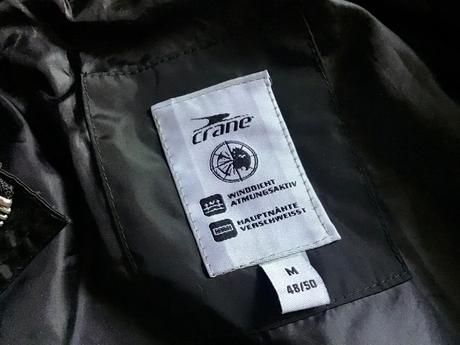 crane
WINDDICHT
ATMUNGSAKTIV
HAUPTNÄHTE
VERSCHWEISST
M
48/50